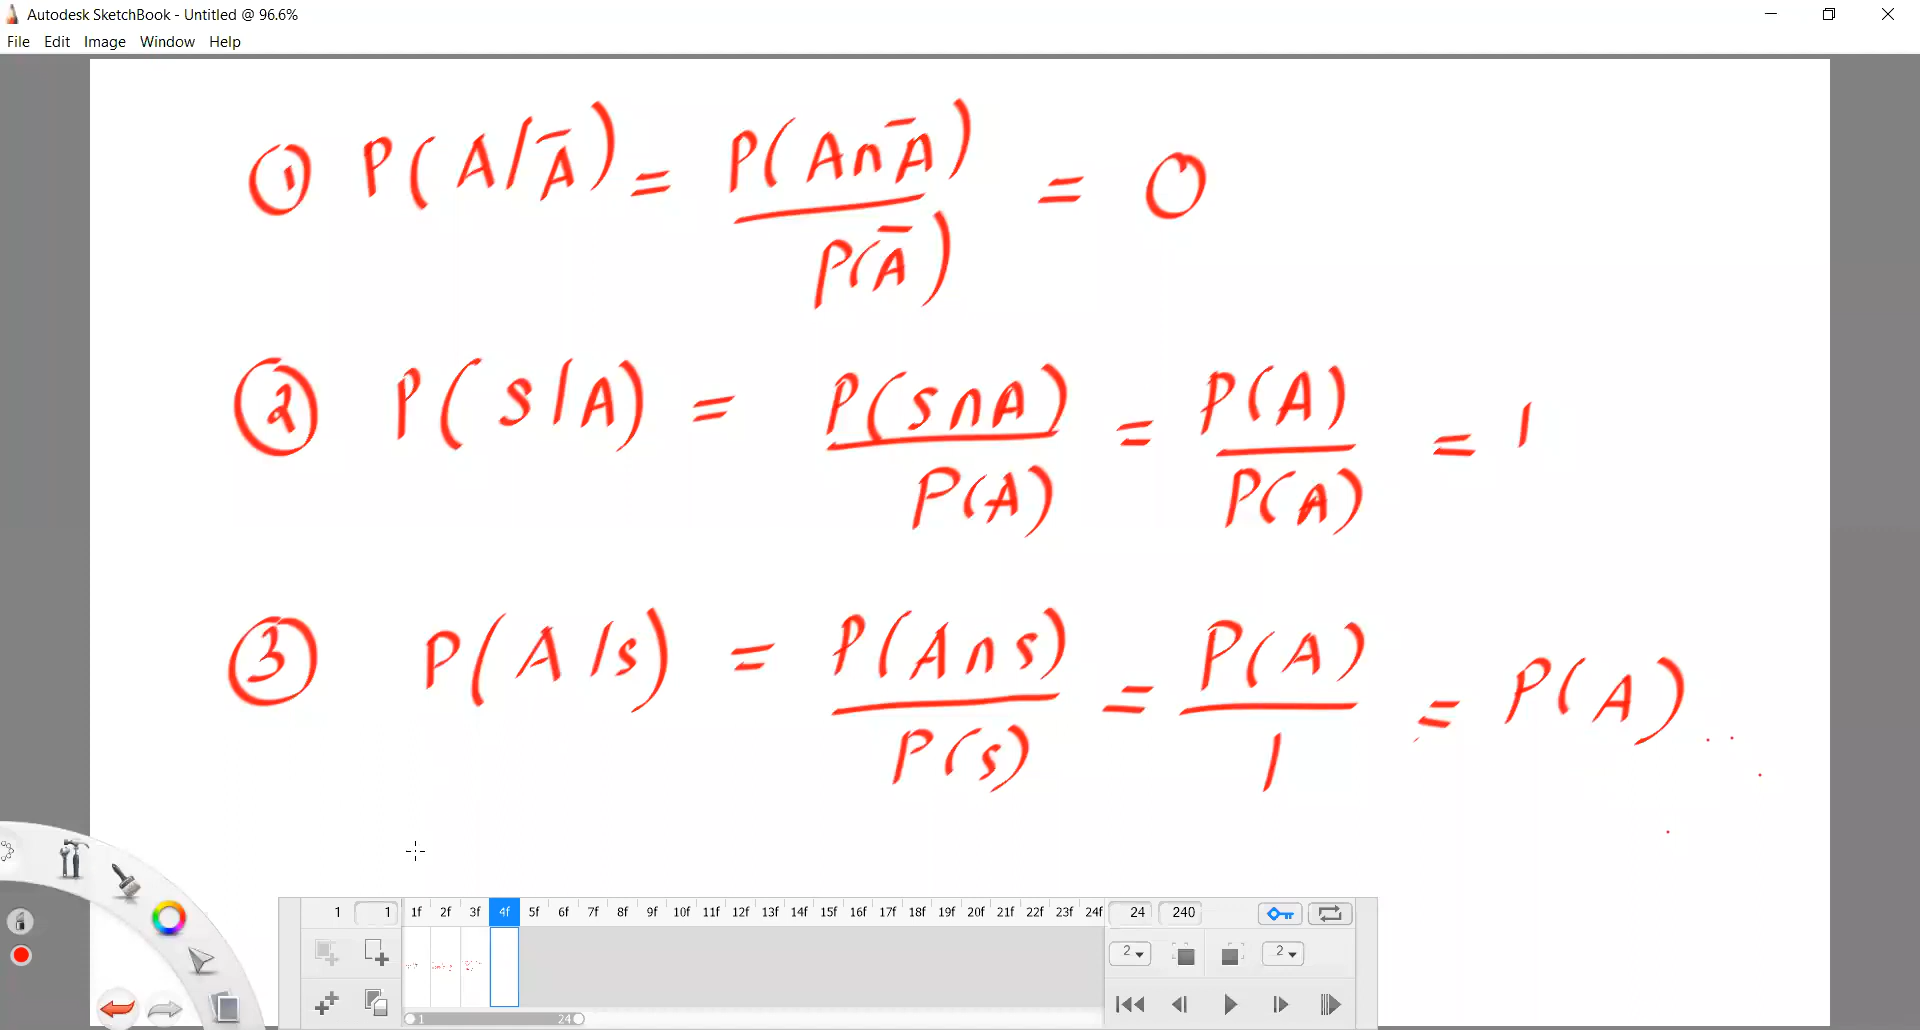 Autodesk SketchBook - Untitled @ 96.6%
File Edit Image Window Help
① P(A/Ā) = P(A∩Ā) / P(Ā) = 0
② P(S/A) = P(S∩A) / P(A) = P(A) / P(A) = 1
③ P(A/S) = P(A∩S) / P(S) = P(A) / 1 = P(A)
1 1 1f 2f 3f 4f 5f 6f 7f 8f 9f 10f 11f 12f 13f 14f 15f 16f 17f 18f 19f 20f 21f 22f 23f 24f 24 240
2 2
1 24